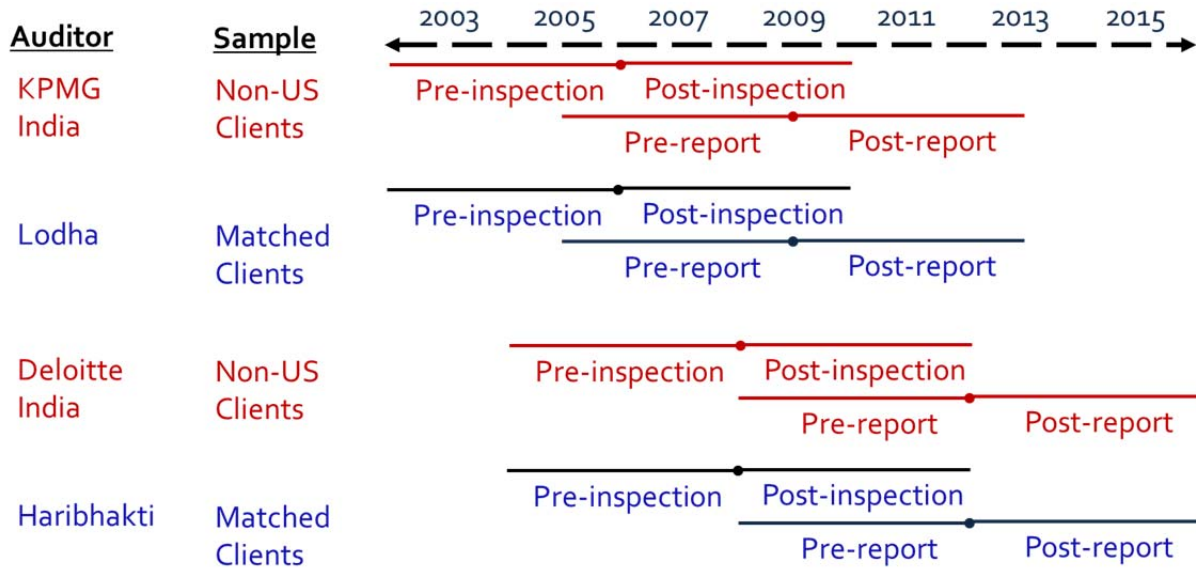 2003 2005 2007 2009 2011 2013 2015
Auditor Sample
KPMG Non-US
Pre-inspection Post-inspection
India Clients
Pre-report Post-report
Pre-inspection Post-inspection
Lodha Matched
Clients
Pre-report Post-report
Deloitte Non-US
Pre-inspection Post-inspection
India Clients
Pre-report Post-report
Pre-inspection Post-inspection
Haribhakti Matched
Clients
Pre-report Post-report